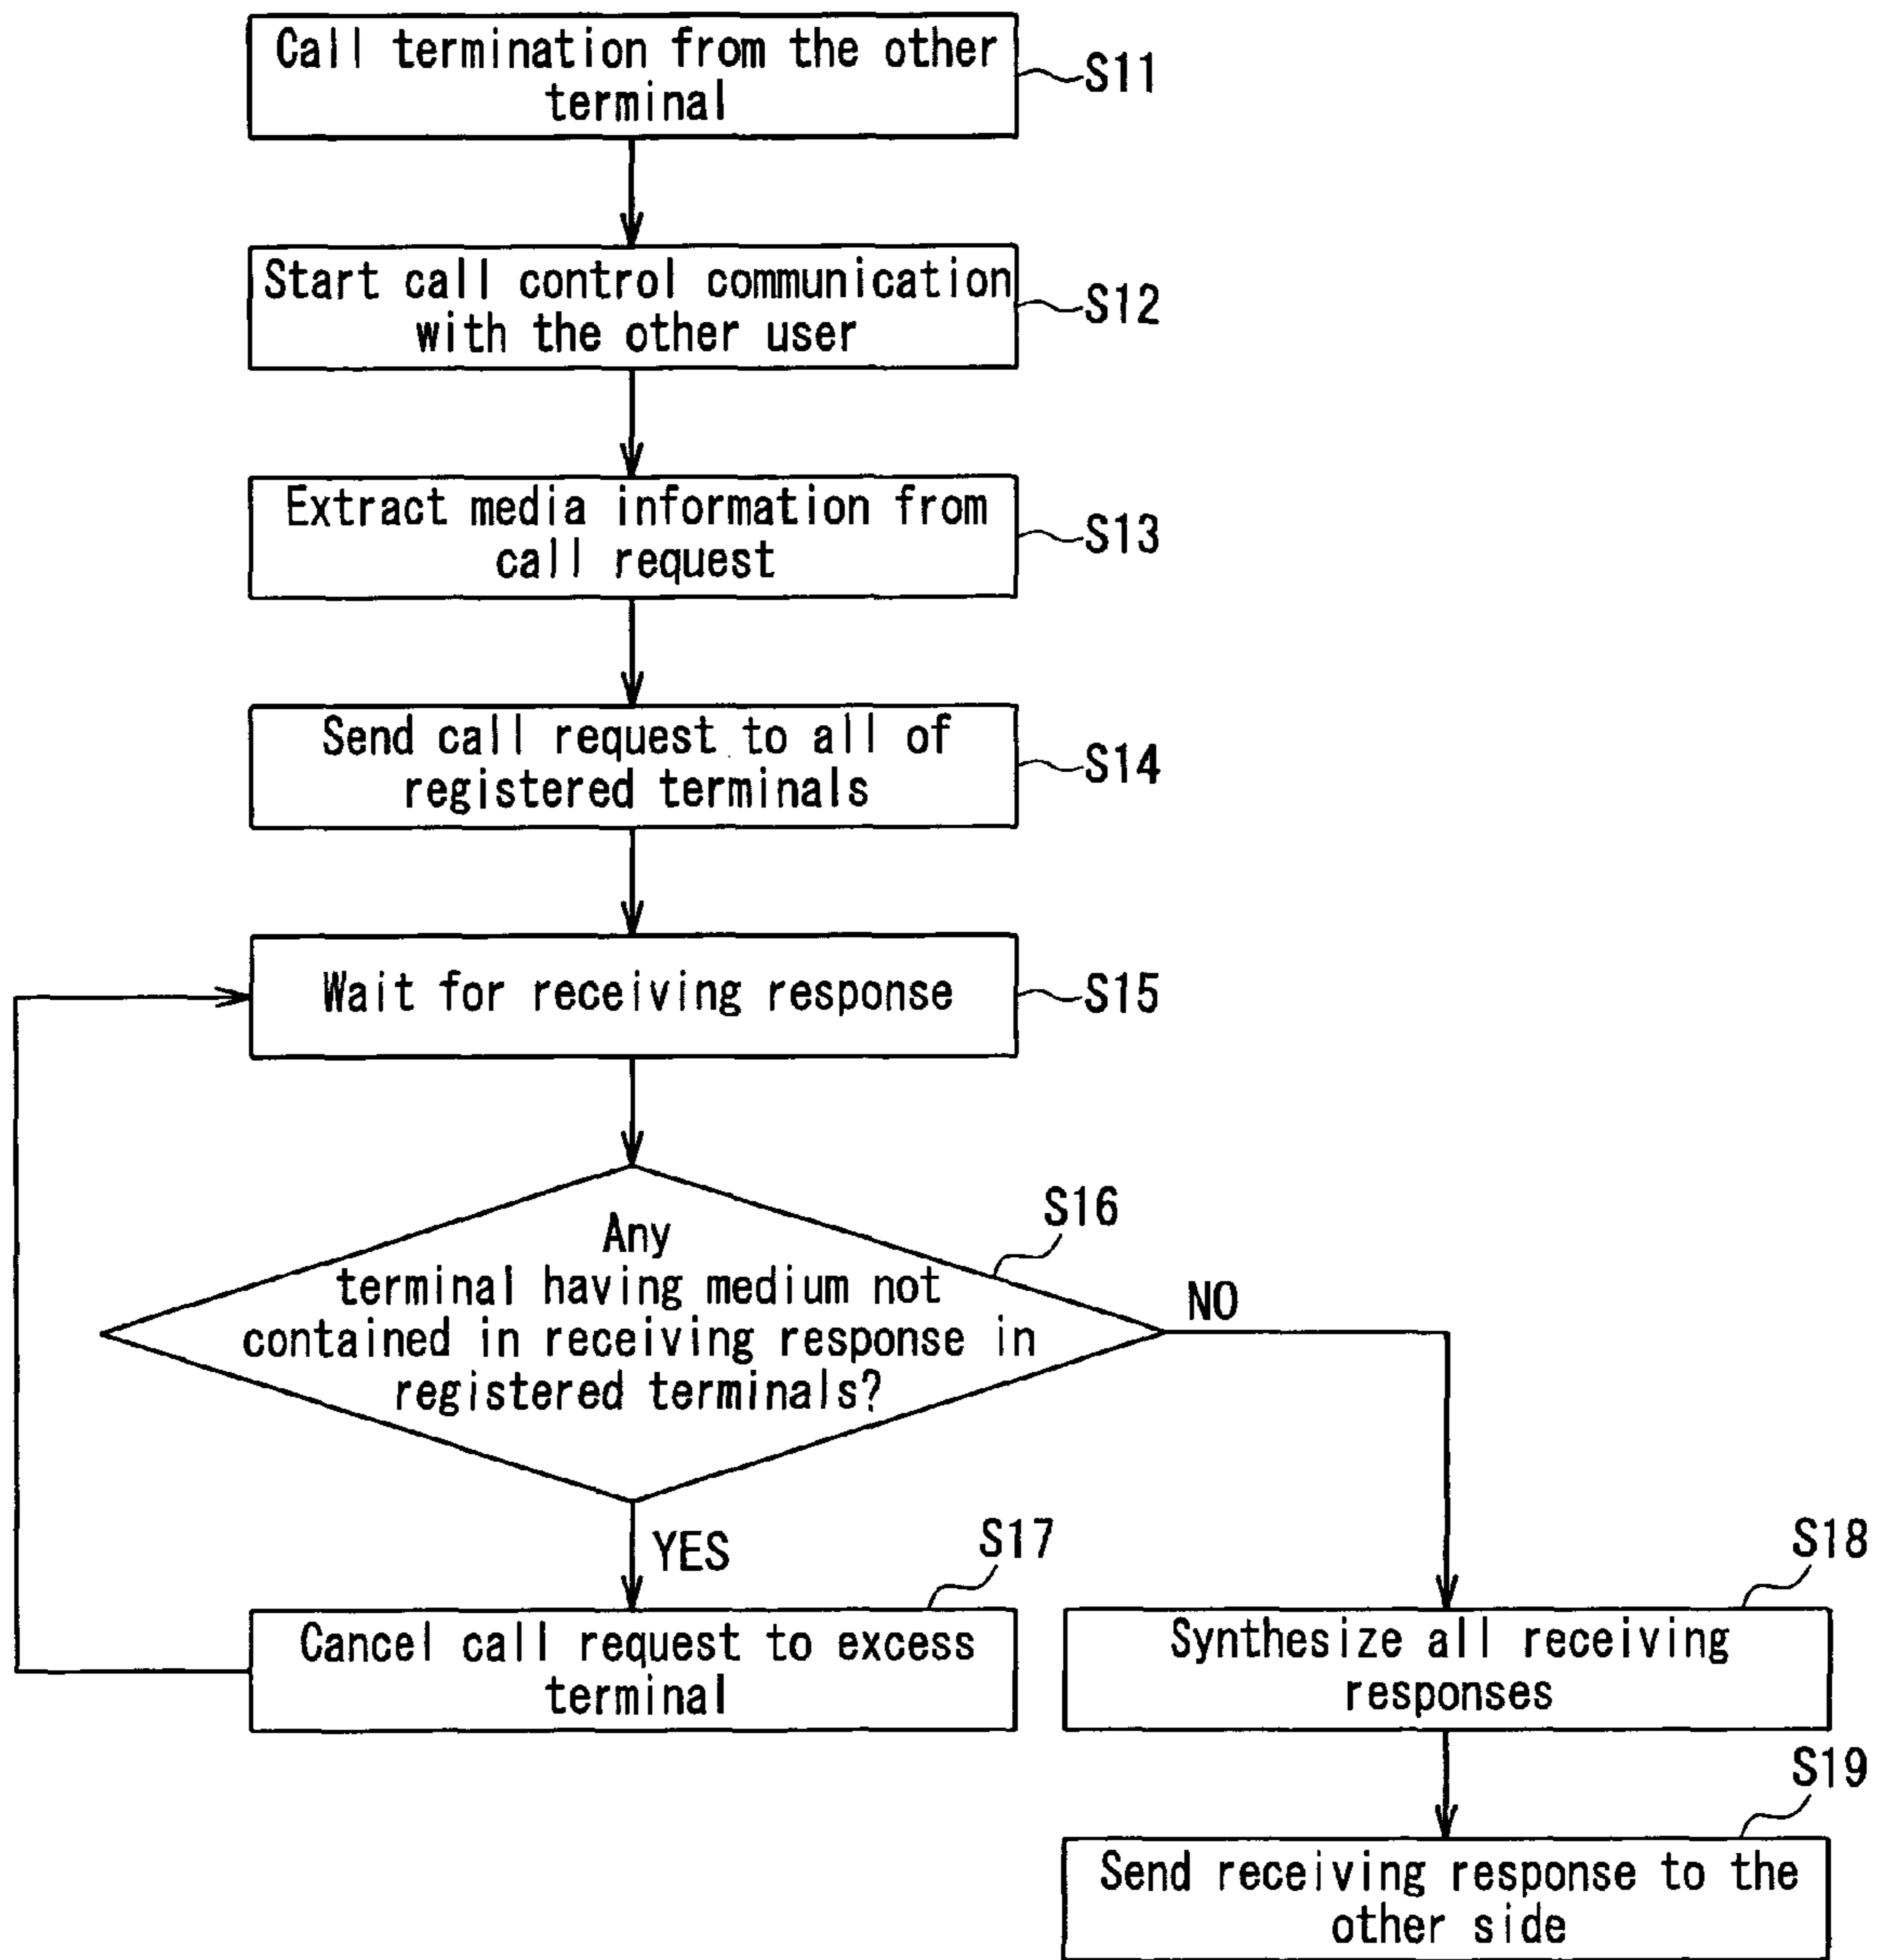 Call termination from the other
terminal
S11
Start call control communication
with the other user
S12
Extract media information from
call request
S13
Send call request to all of
registered terminals
S14
Wait for receiving response
S15
Any
terminal having medium not
contained in receiving response in
registered terminals?
S16
NO
YES
S17
Cancel call request to excess
terminal
S18
Synthesize all receiving
responses
S19
Send receiving response to the
other side